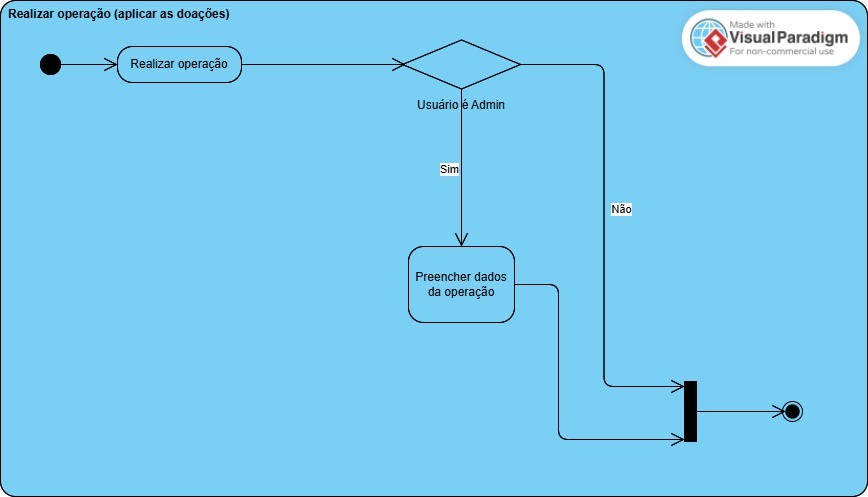 Realizar operação (aplicar as doações)
Made with
Visual Paradigm
For non-commercial use
Realizar operação
Usuário é Admin
Sim
Não
Preencher dados
da operação